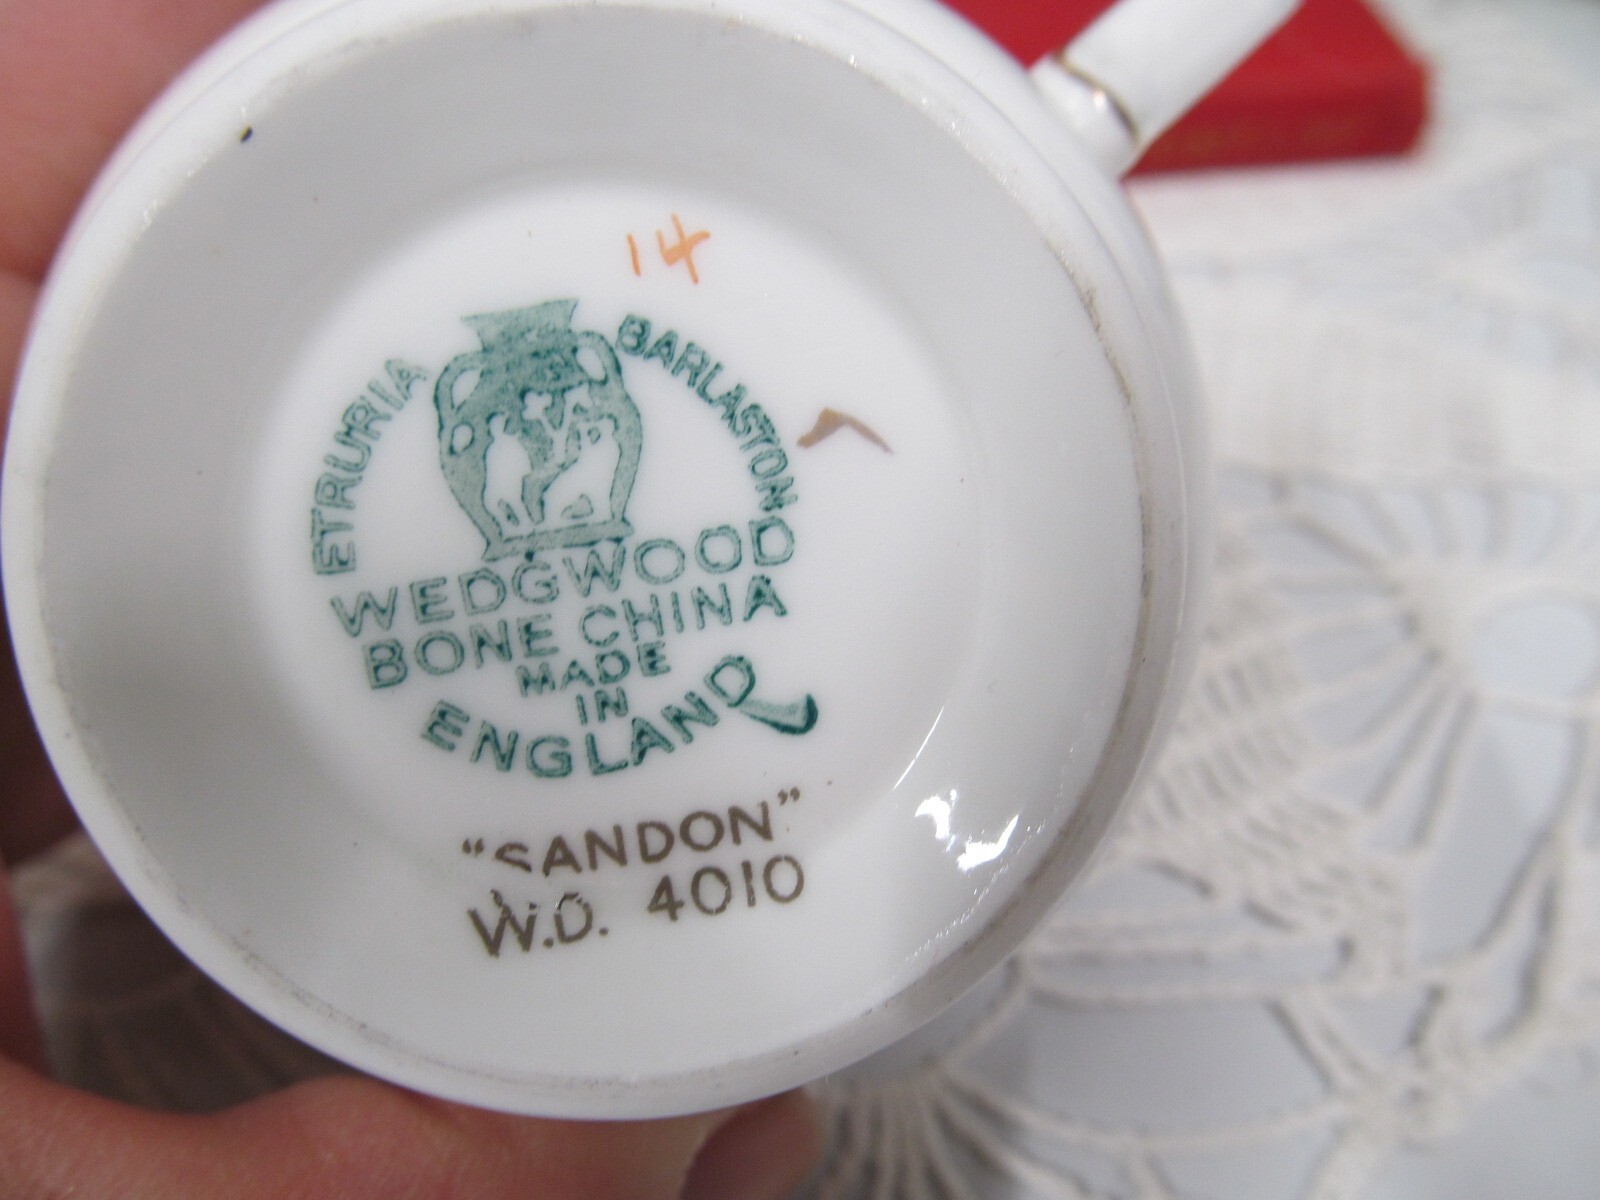 14
ETRURIA
BARLASTON
WEDGWOOD
BONE CHINA
MADE
IN
ENGLAND
"SANDON"
W.D. 4010